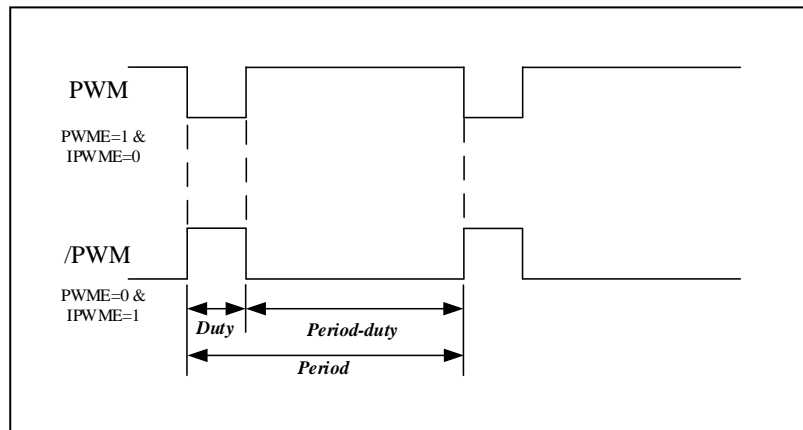 PWM
PWME=1 &
IPWME=0
/PWM
PWME=0 &
IPWME=1
Duty
Period-duty
Period